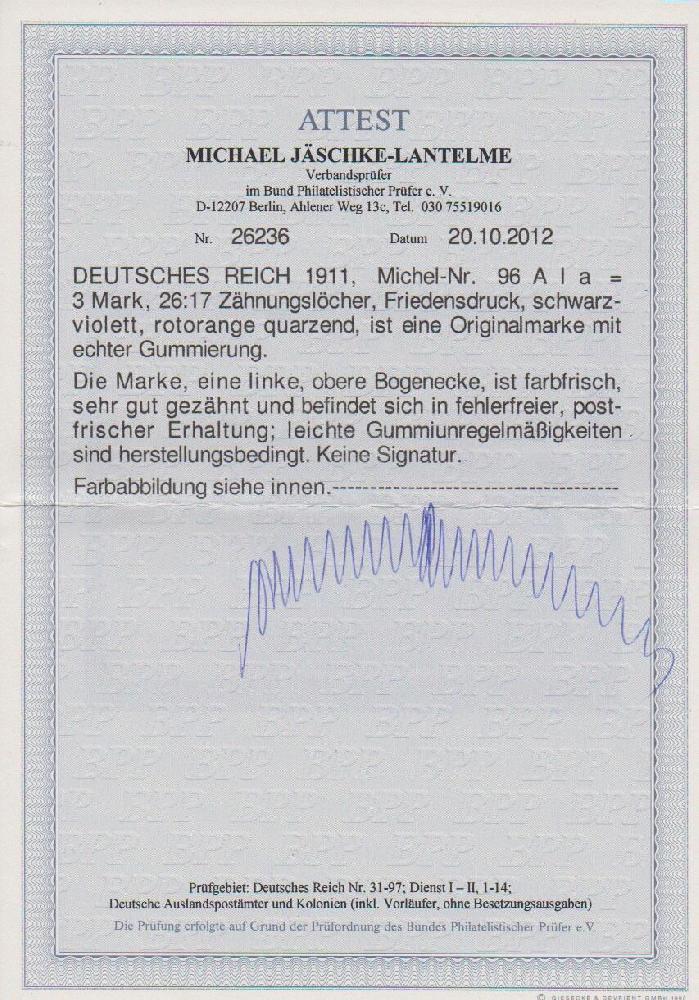 ATTEST
MICHAEL JÄSCHKE-LANTELME
Verbandsprüfer
im Bund Philatelistischer Prüfer e. V.
D-12207 Berlin, Ahlener Weg 13c, Tel. 030 75519016
Nr. 26236 Datum 20.10.2012
DEUTSCHES REICH 1911, Michel-Nr. 96 A I a =
3 Mark, 26:17 Zähnungslöcher, Friedensdruck, schwarz-
violett, rotorange quarzend, ist eine Originalmarke mit
echter Gummierung.
Die Marke, eine linke, obere Bogenecke, ist farbfrisch,
sehr gut gezähnt und befindet sich in fehlerfreier, post-
frischer Erhaltung; leichte Gummiunregelmäßigkeiten
sind herstellungsbedingt. Keine Signatur.
Farbabbildung siehe innen.---------------------------------------
Prüfgebiet: Deutsches Reich Nr. 31-97; Dienst I – II, 1-14;
Deutsche Auslandspostämter und Kolonien (inkl. Vorläufer, ohne Besetzungsausgaben)
Die Prüfung erfolgte auf Grund der Prüfordnung des Bundes Philatelistischer Prüfer e.V.
© GIESECKE & DEVRIENT GMBH